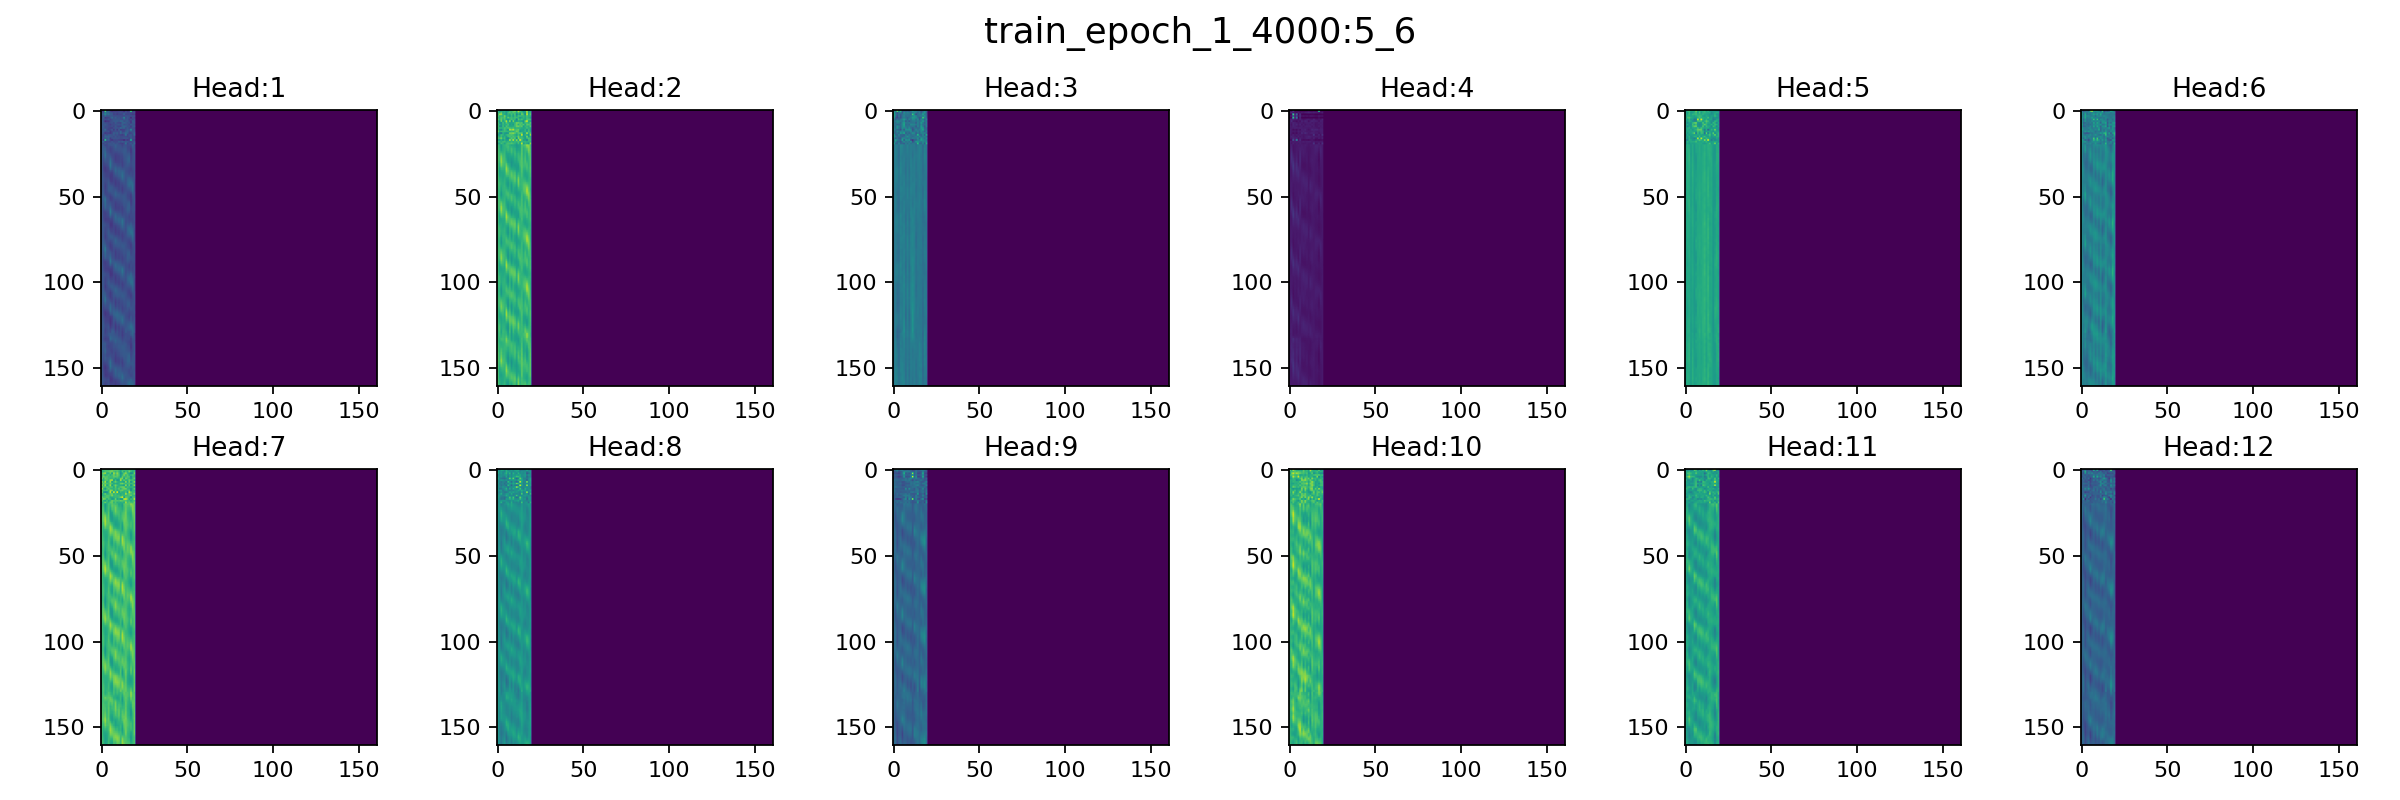 train_epoch_1_4000:5_6
Head:1 Head:2 Head:3 Head:4 Head:5 Head:6
0 0 0 0 0 0
50 50 50 50 50 50
100 100 100 100 100 100
150 150 150 150 150 150
0 50 100 150 0 50 100 150 0 50 100 150 0 50 100 150 0 50 100 150 0 50 100 150
Head:7 Head:8 Head:9 Head:10 Head:11 Head:12
0 0 0 0 0 0
50 50 50 50 50 50
100 100 100 100 100 100
150 150 150 150 150 150
0 50 100 150 0 50 100 150 0 50 100 150 0 50 100 150 0 50 100 150 0 50 100 150